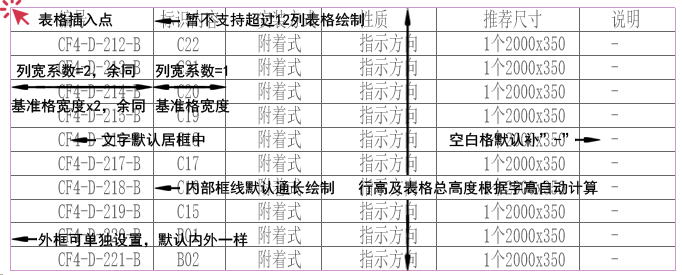 表格插入点 暂不支持超过12列表格绘制 性质 推荐尺寸 说明
CF4-D-212-B C22 附着式 指示方向 1个2000x350 -
附着式 指示方向 1个2000x350 -
列宽系数=2，余同 列宽系数=1
CF4-D-214-B C20 附着式 指示方向 1个2000x350 -
基准格宽度x2，余同 基准格宽度
CF4-D-215-B C19 附着式 指示方向 1个2000x350 -
文字默认居框中 附着式 指示方向 空白格默认补"-" -
CF4-D-217-B C17 附着式 指示方向 1个2000x350 -
CF4-D-218-B 内部框线默认通长绘制 行高及表格总高度根据字高自动计算 -
CF4-D-219-B C15 附着式 指示方向 1个2000x350 -
外框可单独设置，默认内外一样 B01 附着式 指示方向 1个2000x350 -
CF4-D-221-B B02 附着式 指示方向 1个2000x350 -